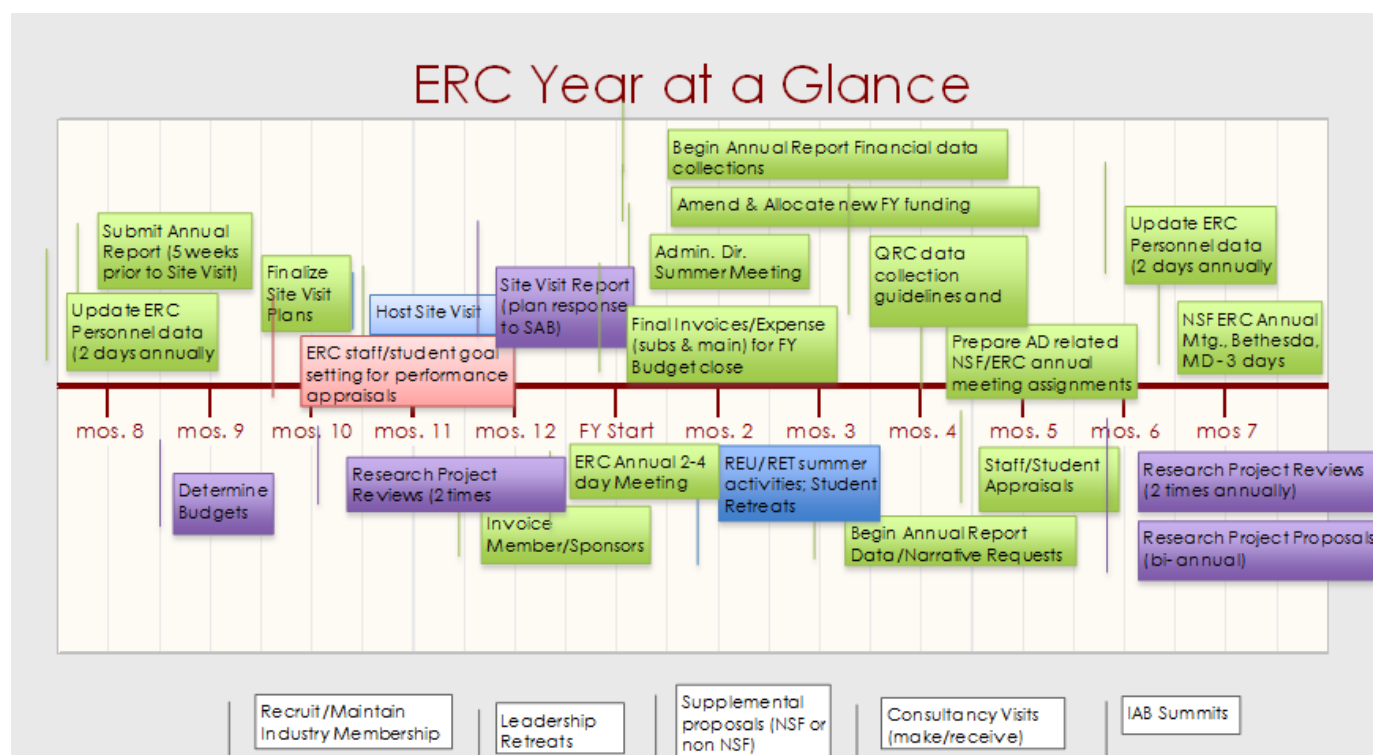 ERC Year at a Glance
Begin Annual Report Financial data
collections
Amend & Allocate new FY funding
Submit Annual
Report (5 weeks
prior to Site Visit)
Update ERC
Personnel data
(2 days annually
Finalize
Site Visit
Plans
Host Site Visit
ERC staff/student goal
setting for performance
appraisals
Site Visit Report
(plan response
to SAB)
Admin. Dir.
Summer Meeting
Final Invoices/Expense
(subs & main) for FY
Budget close
QRC data
collection
guidelines and
Prepare AD related
NSF/ERC annual
meeting assignments
Update ERC
Personnel data
(2 days annually
NSF ERC Annual
Mtg., Bethesda,
MD- 3 days
mos. 8 mos. 9 mos. 10 mos. 11 mos. 12 FY Start mos. 2 mos. 3 mos. 4 mos. 5 mos. 6 mos 7
Determine
Budgets
Research Project
Reviews (2 times
Invoice
Member/Sponsors
ERC Annual 2-4
day Meeting
REU/RET summer
activities; Student
Retreats
Begin Annual Report
Data/Narrative Requests
Staff/Student
Appraisals
Research Project Reviews
(2 times annually)
Research Project Proposals
(bi-annual)
Recruit/Maintain
Industry Membership
Leadership
Retreats
Supplemental
proposals (NSF or
non NSF)
Consultancy Visits
(make/receive)
IAB Summits